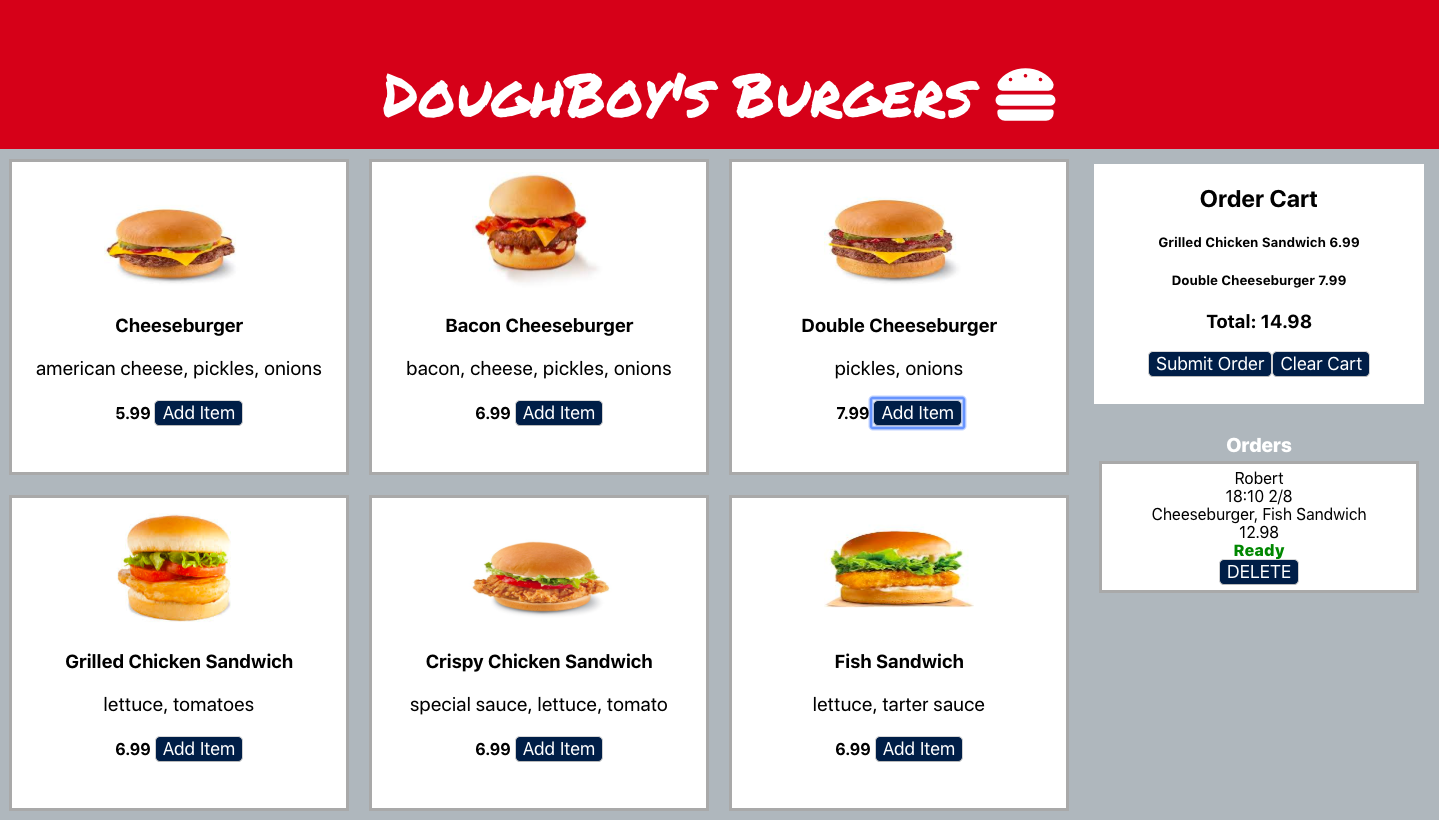 DoughBoy's Burgers
Cheeseburger
american cheese, pickles, onions
5.99 Add Item
Bacon Cheeseburger
bacon, cheese, pickles, onions
6.99 Add Item
Double Cheeseburger
pickles, onions
7.99 Add Item
Grilled Chicken Sandwich
lettuce, tomatoes
6.99 Add Item
Crispy Chicken Sandwich
special sauce, lettuce, tomato
6.99 Add Item
Fish Sandwich
lettuce, tarter sauce
6.99 Add Item
Order Cart
Grilled Chicken Sandwich 6.99
Double Cheeseburger 7.99
Total: 14.98
Submit Order Clear Cart
Orders
Robert
18:10 2/8
Cheeseburger, Fish Sandwich
12.98
Ready
DELETE